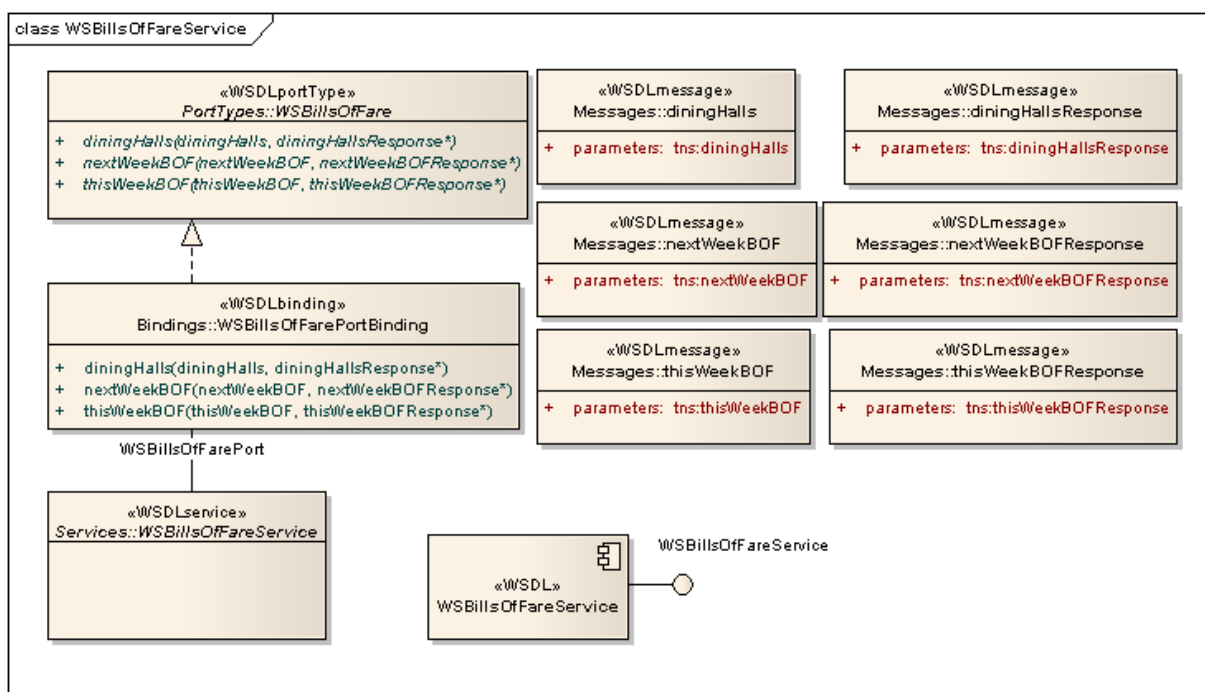 class WSBillsOfFareService
«WSDLportType»
PortTypes::WSBillsOfFare
+ diningHalls(diningHalls, diningHallsResponse*)
+ nextWeekBOF(nextWeekBOF, nextWeekBOFResponse*)
+ thisWeekBOF(thisWeekBOF, thisWeekBOFResponse*)
«WSDLmessage»
Messages::diningHalls
+ parameters: tns:diningHalls
«WSDLmessage»
Messages::diningHallsResponse
+ parameters: tns:diningHallsResponse
«WSDLmessage»
Messages::nextWeekBOF
+ parameters: tns:nextWeekBOF
«WSDLmessage»
Messages::nextWeekBOFResponse
+ parameters: tns:nextWeekBOFResponse
«WSDLbinding»
Bindings::WSBillsOfFarePortBinding
+ diningHalls(diningHalls, diningHallsResponse*)
+ nextWeekBOF(nextWeekBOF, nextWeekBOFResponse*)
+ thisWeekBOF(thisWeekBOF, thisWeekBOFResponse*)
«WSDLmessage»
Messages::thisWeekBOF
+ parameters: tns:thisWeekBOF
«WSDLmessage»
Messages::thisWeekBOFResponse
+ parameters: tns:thisWeekBOFResponse
WSBillsOfFarePort
«WSDLservice»
Services::WSBillsOfFareService
«WSDL»
WSBillsOfFareService
WSBillsOfFareService